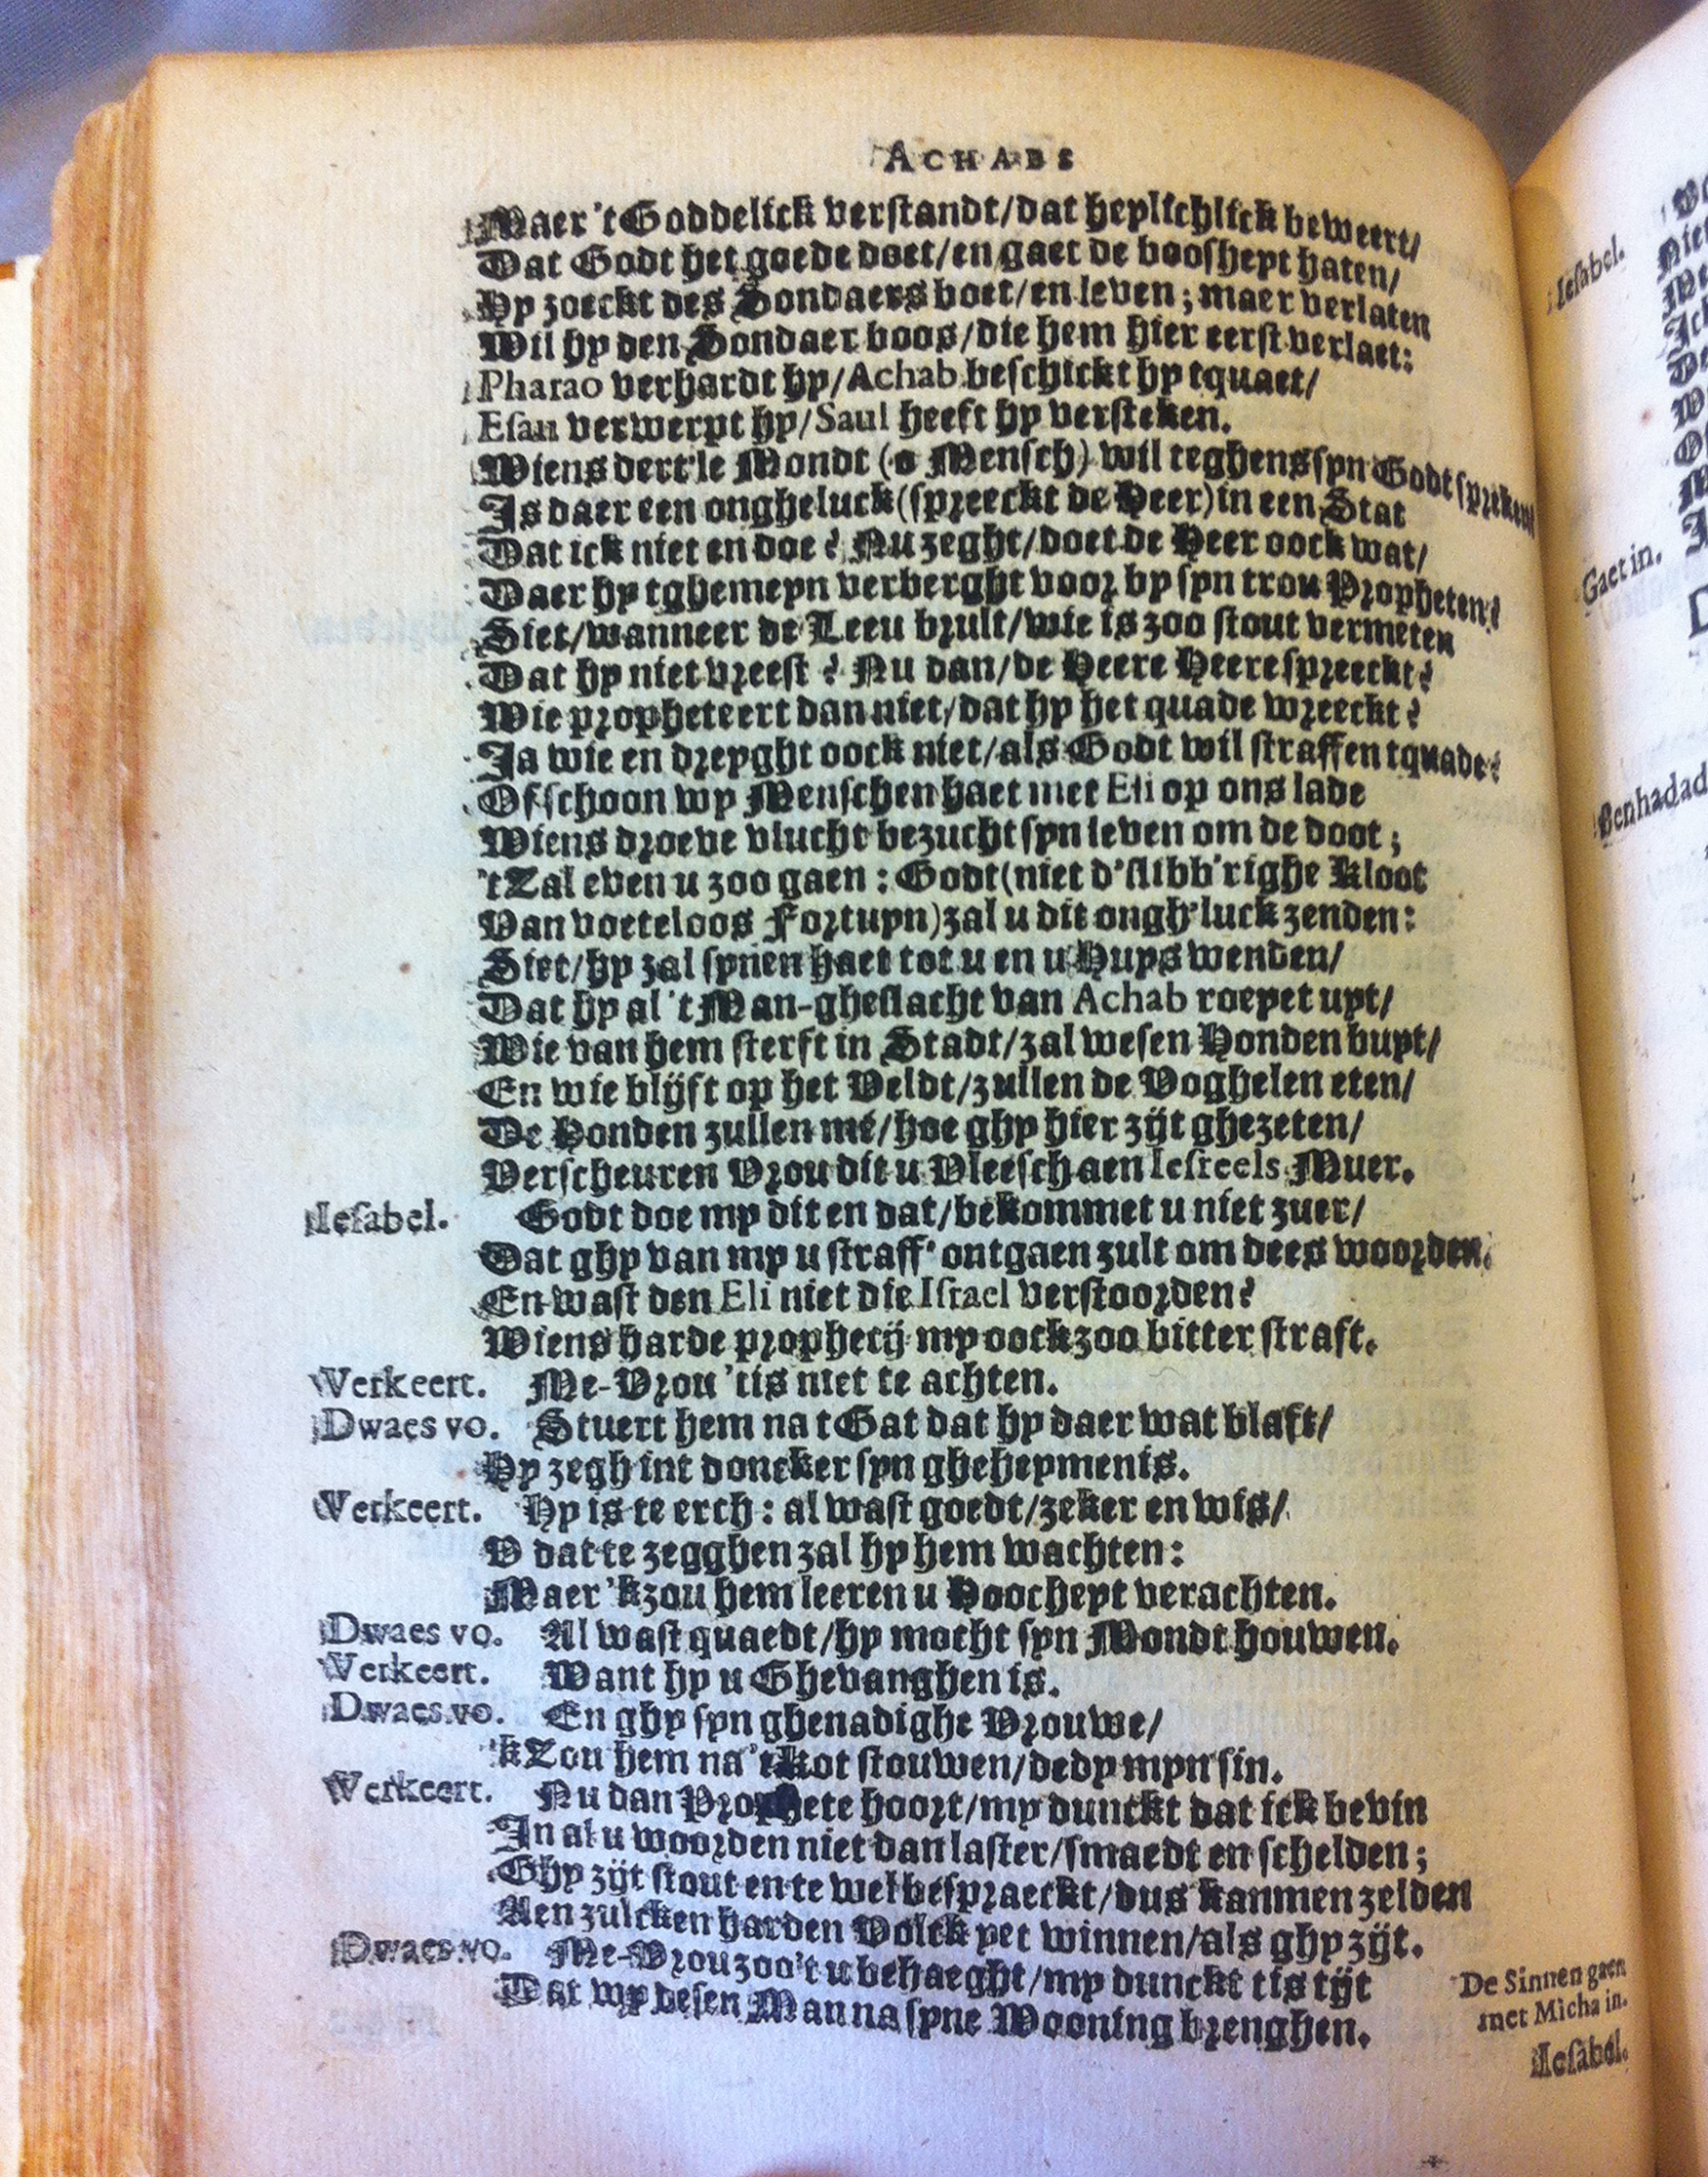 ACHABS
Maer 't Goddelick verstandt/dat heylichlick beweert/
Dat Godt het goede doet/en gaet de boosheyt haten/
Hy zoeckt des Sondaers boet/en leven; maer verlaten
Wil hy den Sondaer boos/die hem hier eerst verlaet:
Pharao verhardt hy/Achab beschickt hy tquaet/
Esau verwerpt hy/Saul heeft hy versteken.
Wiens dert'le Mondt (o Mensch) wil teghens syn Godt spreken
Is daer een ongheluck (spreeckt de Heer) in een Stat
Dat ick niet en doe? Nu zeght/doet de Heer oock wat/
Daer hy tghemeyn verberght voor by syn trou Propheten?
Siet/wanneer de Leeu brult/wie is zoo stout vermeten
Dat hy niet vreest? Nu dan/de Heere Heere spreeckt?
Wie propheteert dan niet/dat hy het quade wreeckt?
Ja wie en dreyght oock niet/als Godt wil straffen tquade?
Ofschoon wy Menschen haet met Eli op ons lade
Wiens droeve vlucht bezucht syn leven om de doot;
't Zal even u zoo gaen: Godt (niet d'slibb'righe Kloot
Van voeteloos Fortuyn) zal u dit ongh'luck zenden:
Siet/hy zal synen haet tot u en u Huys wenden/
Dat hy al 't Man-gheslacht van Achab roeyet uyt/
Wie van hem sterft in Stadt/zal wesen Honden buyt/
En wie blijft op het Veldt/zullen de Voghelen eten/
De Honden zullen mé/hoe ghy hier zijt ghezeten/
Verscheuren Vrou dit u Vleesch aen Iesreels Muer.
Iesabel. Godt doe my dit en dat/bekommet u niet zuer/
Dat ghy van my u straff' ontgaen zult om dees woorden.
En wast den Eli niet die Israel verstoorden?
Wiens harde prophecij my oock zoo bitter straft.
Verkeert. Me-Vrou 'tis niet te achten.
Dwaes vo. Stuert hem na t Gat dat hy daer wat blaft/
Hy zegh int doncker syn gheheymenis.
Verkeert. Hy is te erch: al wast goedt/zeker en wis/
V dat te zegghen zal hy hem wachten:
Maer 'k zou hem leeren u Hoocheyt verachten.
Dwaes vo. Al wast quaedt/hy mocht syn Mondt houwen.
Verkeert. Want hy u Ghevanghen is.
Dwaes vo. En ghy syn ghenadighe Vrouwe/
'k Zou hem na 't kot stouwen/dedy myn sin.
Verkeert. Nu dan Prophete hoort/my dunckt dat ick bevin
In al u woorden niet dan laster/smaedt en schelden;
Ghy zijt stout en te wel bespraeckt/dus kanmen zelden
Aen zulcken harden Volck yet winnen/als ghy zijt.
Dwaes vo. Me-Vrou zoo't u behaeght/my dunckt tis tijt
Dat wy desen Man na syne Wooning brenghen.
De Sinnen gaen
met Micha in.
Iesabel.
Iesabel.
Gaet in.
Benhadad